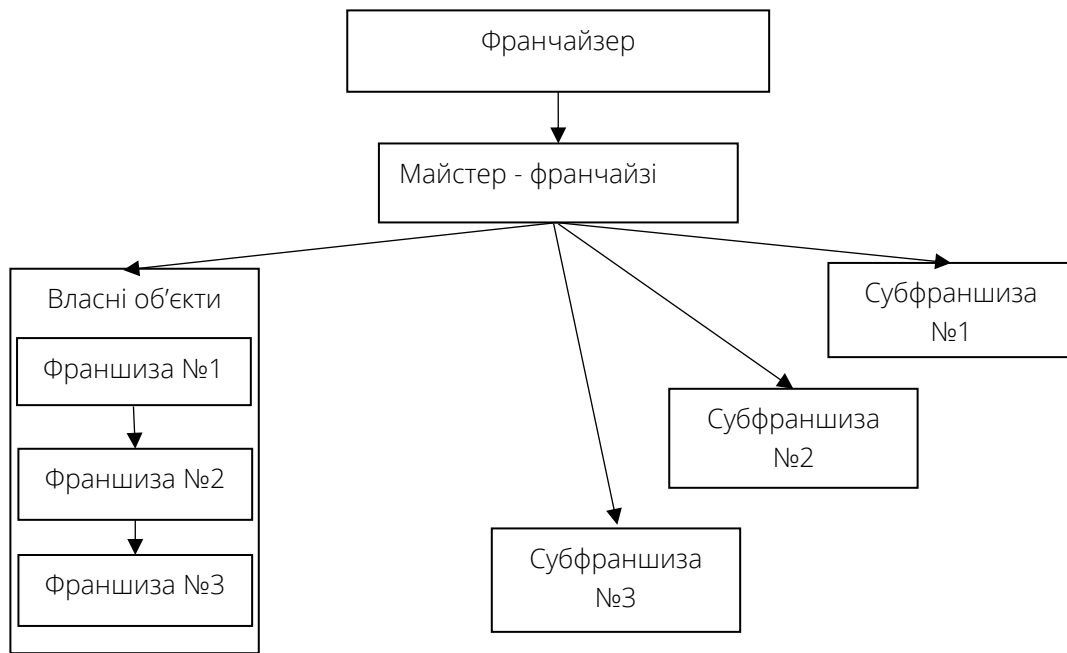 Франчайзер
Майстер - франчайзі
Власні об’єкти
Франшиза №1
Франшиза №2
Франшиза №3
Субфраншиза
№1
Субфраншиза
№2
Субфраншиза
№3